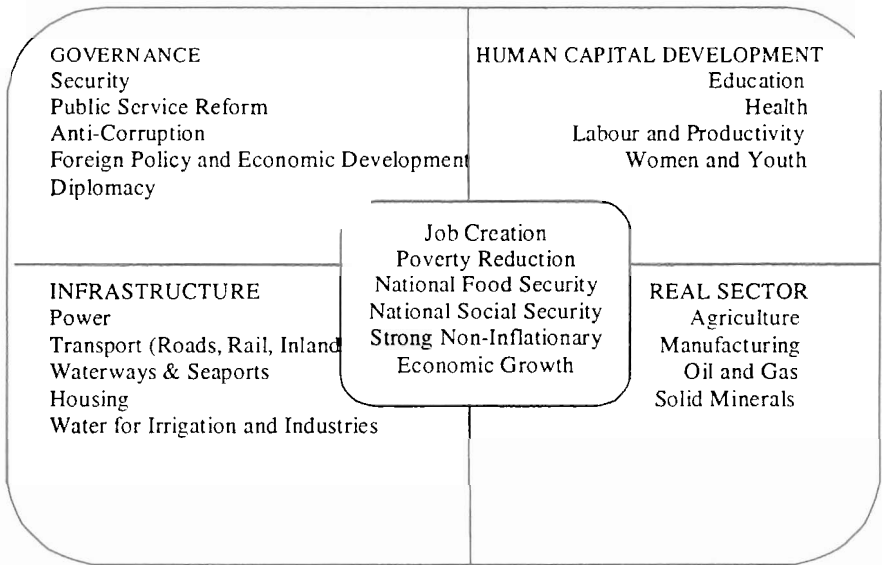 GOVERNANCE
Security
Public Service Reform
Anti-Corruption
Foreign Policy and Economic Development
Diplomacy
HUMAN CAPITAL DEVELOPMENT
Education
Health
Labour and Productivity
Women and Youth
Job Creation
Poverty Reduction
National Food Security
National Social Security
Strong Non-Inflationary
Economic Growth
INFRASTRUCTURE
Power
Transport (Roads, Rail, Inland
Waterways & Seaports
Housing
Water for Irrigation and Industries
REAL SECTOR
Agriculture
Manufacturing
Oil and Gas
Solid Minerals